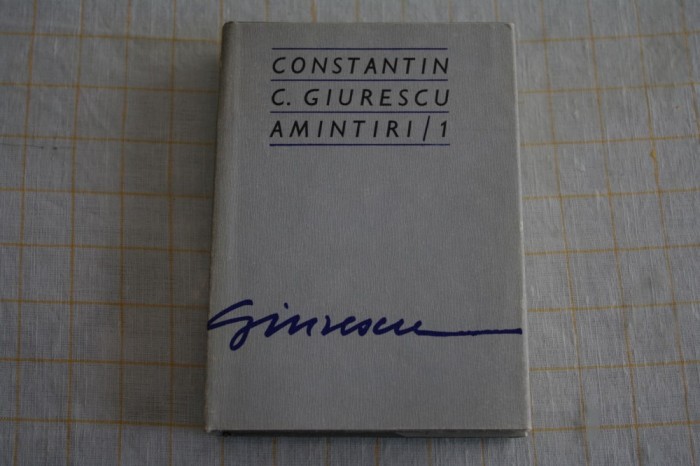 CONSTANTIN
C. GIURESCU
AMINTIRI/1
Giurescu